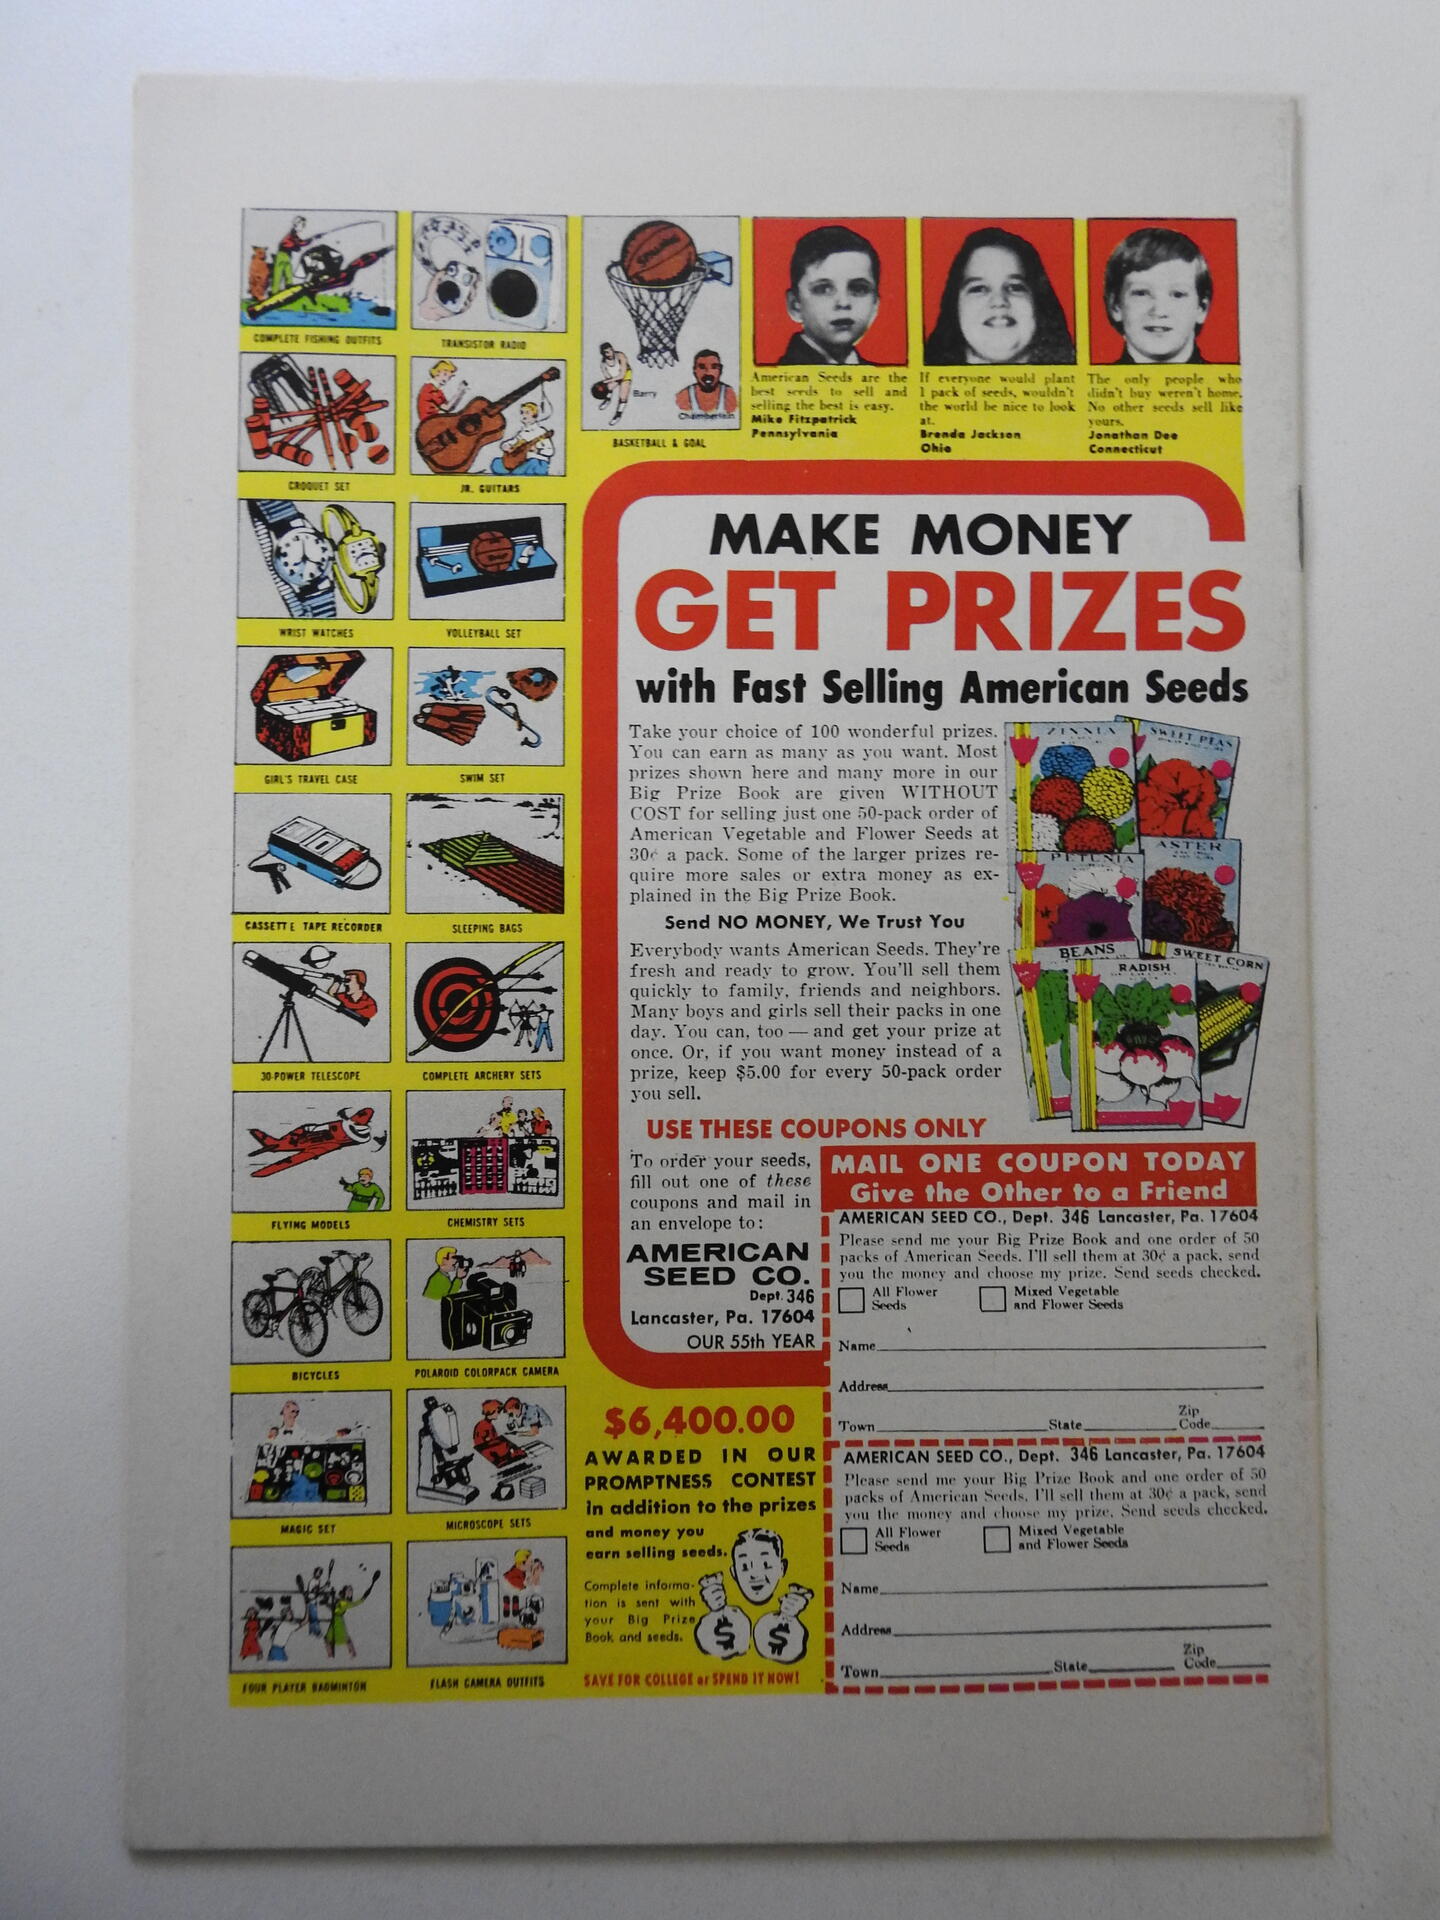 COMPLETE FISHING OUTFITS
TRANSISTOR RADIO
Spalding
Barry
Chamberlain
BASKETBALL & GOAL
American Seeds are the
best seeds to sell and
selling the best is easy.
Mike Fitzpatrick
Pennsylvania
If everyone would plant
1 pack of seeds, wouldn't
the world be nice to look
at.
Brenda Jackson
Ohio
The only people who
didn't buy weren't home.
No other seeds sell like
yours.
Jonathan Dee
Connecticut
CROQUET SET
JR. GUITARS
WRIST WATCHES
VOLLEYBALL SET
GIRL'S TRAVEL CASE
SWIM SET
CASSETTE TAPE RECORDER
SLEEPING BAGS
30-POWER TELESCOPE
COMPLETE ARCHERY SETS
FLYING MODELS
CHEMISTRY SETS
BICYCLES
POLAROID COLORPACK CAMERA
MAGIC SET
MICROSCOPE SETS
FOUR PLAYER BADMINTON
FLASH CAMERA OUTFITS
MAKE MONEY
GET PRIZES
with Fast Selling American Seeds
Take your choice of 100 wonderful prizes.
You can earn as many as you want. Most
prizes shown here and many more in our
Big Prize Book are given WITHOUT
COST for selling just one 50-pack order of
American Vegetable and Flower Seeds at
30¢ a pack. Some of the larger prizes re-
quire more sales or extra money as ex-
plained in the Big Prize Book.
Send NO MONEY, We Trust You
Everybody wants American Seeds. They're
fresh and ready to grow. You'll sell them
quickly to family, friends and neighbors.
Many boys and girls sell their packs in one
day. You can, too — and get your prize at
once. Or, if you want money instead of a
prize, keep $5.00 for every 50-pack order
you sell.
ZINNIA
SWEET PEAS
PETUNIA
ASTER
BEANS
RADISH
SWEET CORN
USE THESE COUPONS ONLY
To order your seeds,
fill out one of these
coupons and mail in
an envelope to:
AMERICAN
SEED CO.
Dept. 346
Lancaster, Pa. 17604
OUR 55th YEAR
MAIL ONE COUPON TODAY
Give the Other to a Friend
AMERICAN SEED CO., Dept. 346 Lancaster, Pa. 17604
Please send me your Big Prize Book and one order of 50
packs of American Seeds. I'll sell them at 30¢ a pack, send
you the money and choose my prize. Send seeds checked.
All Flower
Seeds
Mixed Vegetable
and Flower Seeds
Name
Address
Town State Zip Code
AMERICAN SEED CO., Dept. 346 Lancaster, Pa. 17604
Please send me your Big Prize Book and one order of 50
packs of American Seeds. I'll sell them at 30¢ a pack, send
you the money and choose my prize. Send seeds checked.
All Flower
Seeds
Mixed Vegetable
and Flower Seeds
Name
Address
Town State Zip Code
$6,400.00
AWARDED IN OUR
PROMPTNESS CONTEST
in addition to the prizes
and money you
earn selling seeds.
Complete informa-
tion is sent with
your Big Prize
Book and seeds.
$ $
SAVE FOR COLLEGE or SPEND IT NOW!